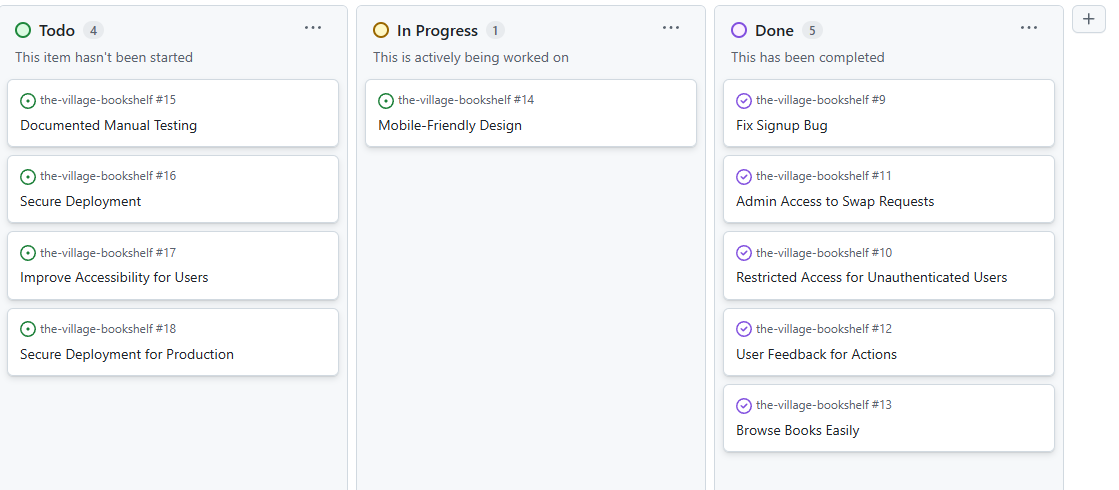 Todo 4
This item hasn't been started
the-village-bookshelf #15
Documented Manual Testing
the-village-bookshelf #16
Secure Deployment
the-village-bookshelf #17
Improve Accessibility for Users
the-village-bookshelf #18
Secure Deployment for Production
In Progress 1
This is actively being worked on
the-village-bookshelf #14
Mobile-Friendly Design
Done 5
This has been completed
the-village-bookshelf #9
Fix Signup Bug
the-village-bookshelf #11
Admin Access to Swap Requests
the-village-bookshelf #10
Restricted Access for Unauthenticated Users
the-village-bookshelf #12
User Feedback for Actions
the-village-bookshelf #13
Browse Books Easily